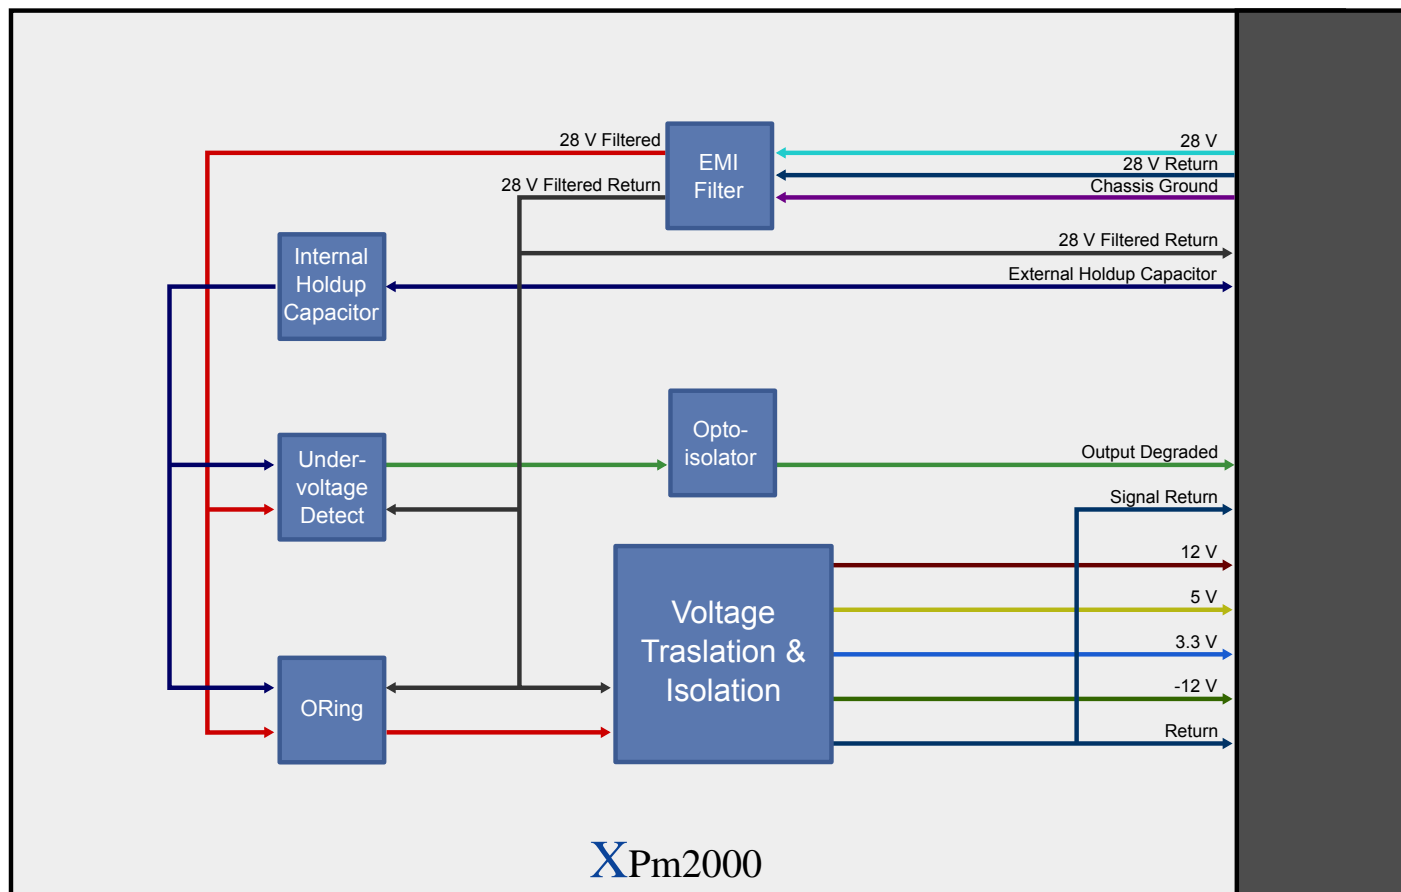 28 V Filtered
28 V
EMI
Filter
28 V Return
28 V Filtered Return
Chassis Ground
28 V Filtered Return
Internal
Holdup
Capacitor
External Holdup Capacitor
Under-
voltage
Detect
Opto-
isolator
Output Degraded
Signal Return
Voltage
Traslation &
Isolation
12 V
5 V
3.3 V
-12 V
Return
ORing
XPm2000